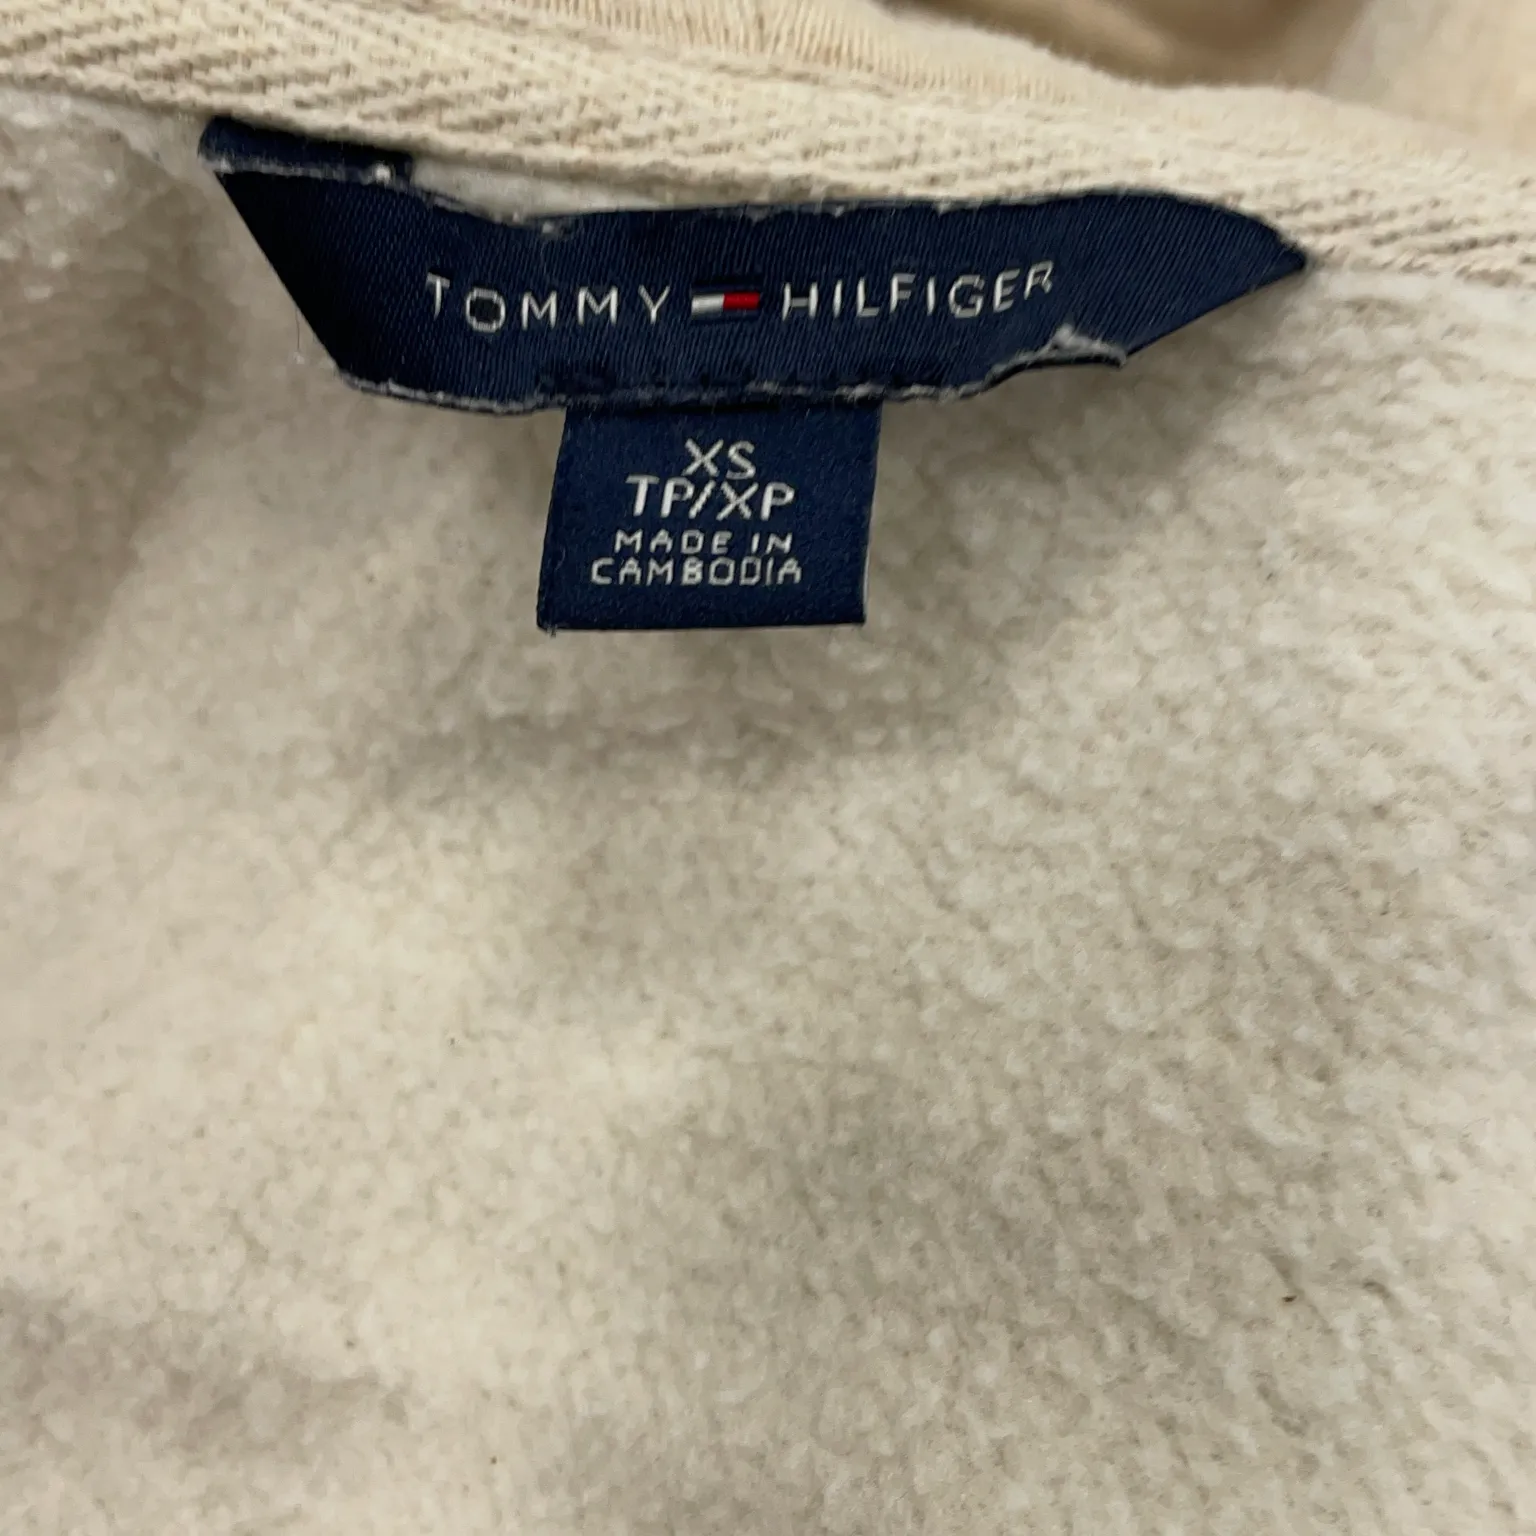 TOMMY HILFIGER
XS
TP/XP
MADE IN
CAMBODIA